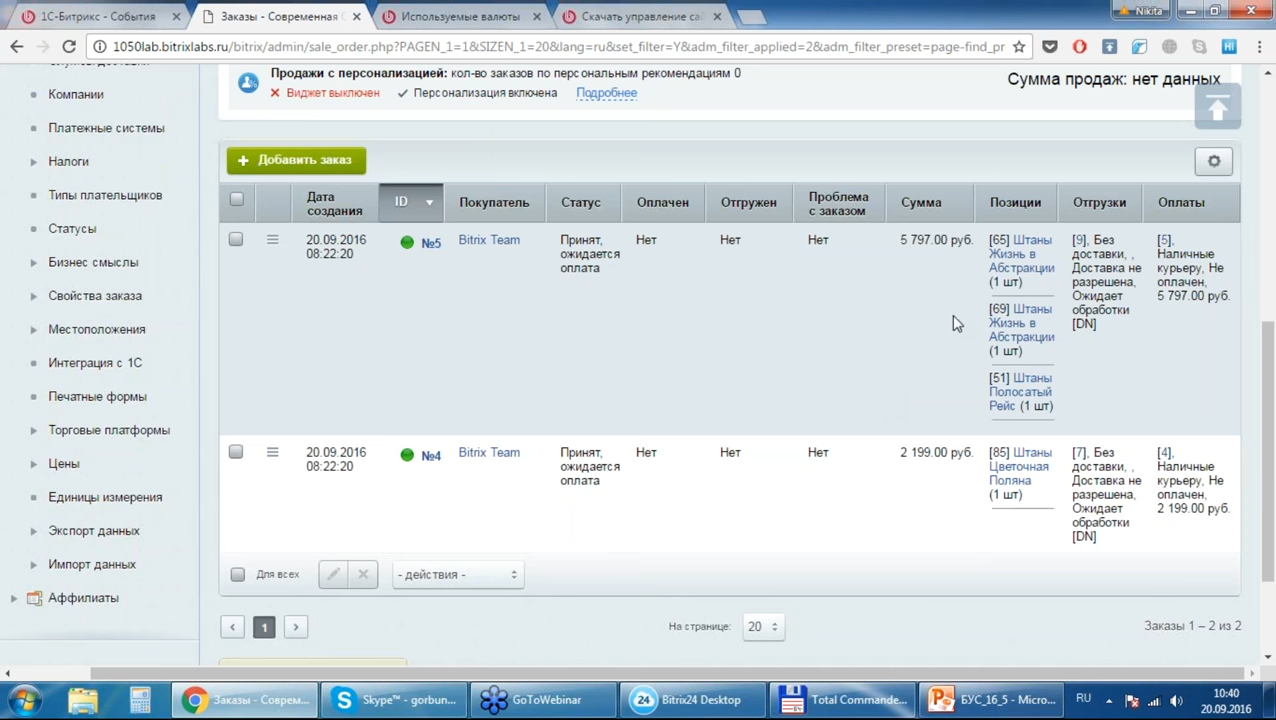 1С-Битрикс - События
Заказы - Современная
Используемые валюты
Скачать управление са
Nikita
1050lab.bitrixlabs.ru/bitrix/admin/sale_order.php?PAGEN_1=1&SIZEN_1=20&lang=ru&set_filter=Y&adm_filter_applied=2&adm_filter_preset=page-find_pr
Продажи с персонализацией: кол-во заказов по персональным рекомендациям 0
Виджет выключен Персонализация включена Подробнее
Сумма продаж: нет данных
Компании
Платежные системы
Налоги
Типы плательщиков
Статусы
Бизнес смыслы
Свойства заказа
Местоположения
Интеграция с 1С
Печатные формы
Торговые платформы
Цены
Единицы измерения
Экспорт данных
Импорт данных
Аффилиаты
+ Добавить заказ
Дата создания
ID
Покупатель
Статус
Оплачен
Отгружен
Проблема с заказом
Сумма
Позиции
Отгрузки
Оплаты
20.09.2016
08:22:20
№5
Bitrix Team
Принят,
ожидается
оплата
Нет
Нет
Нет
5 797.00 руб.
[65] Штаны
Жизнь в
Абстракции
(1 шт)
[69] Штаны
Жизнь в
Абстракции
(1 шт)
[51] Штаны
Полосатый
Рейс (1 шт)
[9], Без
доставки, ,
Доставка не
разрешена,
Ожидает
обработки
[DN]
[5],
Наличные
курьеру, Не
оплачен,
5 797.00 руб.
20.09.2016
08:22:20
№4
Bitrix Team
Принят,
ожидается
оплата
Нет
Нет
Нет
2 199.00 руб.
[85] Штаны
Цветочная
Поляна
(1 шт)
[7], Без
доставки, ,
Доставка не
разрешена,
Ожидает
обработки
[DN]
[4],
Наличные
курьеру, Не
оплачен,
2 199.00 руб.
Для всех
- действия -
1
На странице: 20
Заказы 1 – 2 из 2
Заказы - Соврем...
Skype™ - gorbun...
GoToWebinar
24 Bitrix24 Desktop
Total Commande...
БУС_16_5 - Micro...
RU
10:40
20.09.2016